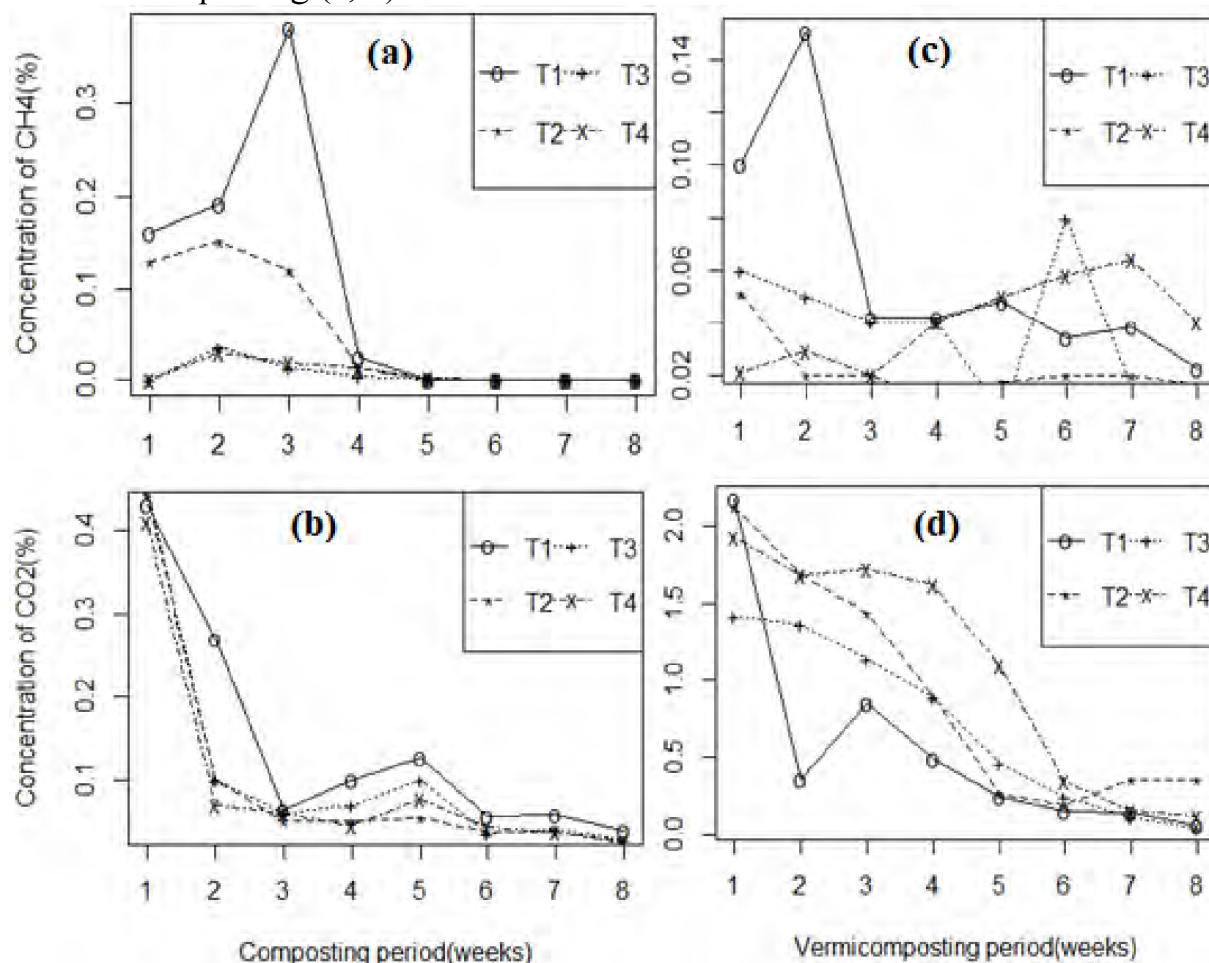 (a)
Concentration of CH4(%)
0.0 0.1 0.2 0.3
T1 T3
T2 T4
1 2 3 4 5 6 7 8
(c)
0.02 0.06 0.10 0.14
T1 T3
T2 T4
1 2 3 4 5 6 7 8
(b)
Concentration of CO2(%)
0.1 0.2 0.3 0.4
T1 T3
T2 T4
1 2 3 4 5 6 7 8
Composting period(weeks)
(d)
0.0 0.5 1.0 1.5 2.0
T1 T3
T2 T4
1 2 3 4 5 6 7 8
Vermicomposting period(weeks)